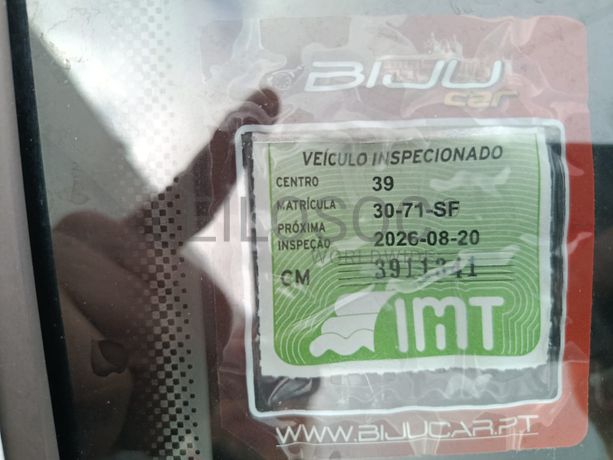 BIJU
car
VEÍCULO INSPECIONADO
CENTRO 39
MATRÍCULA 30-71-SF
PRÓXIMA
INSPEÇÃO 2026-08-20
WORLDWIDE
CM 3911341
IMT
WWW.BIJUCAR.PT